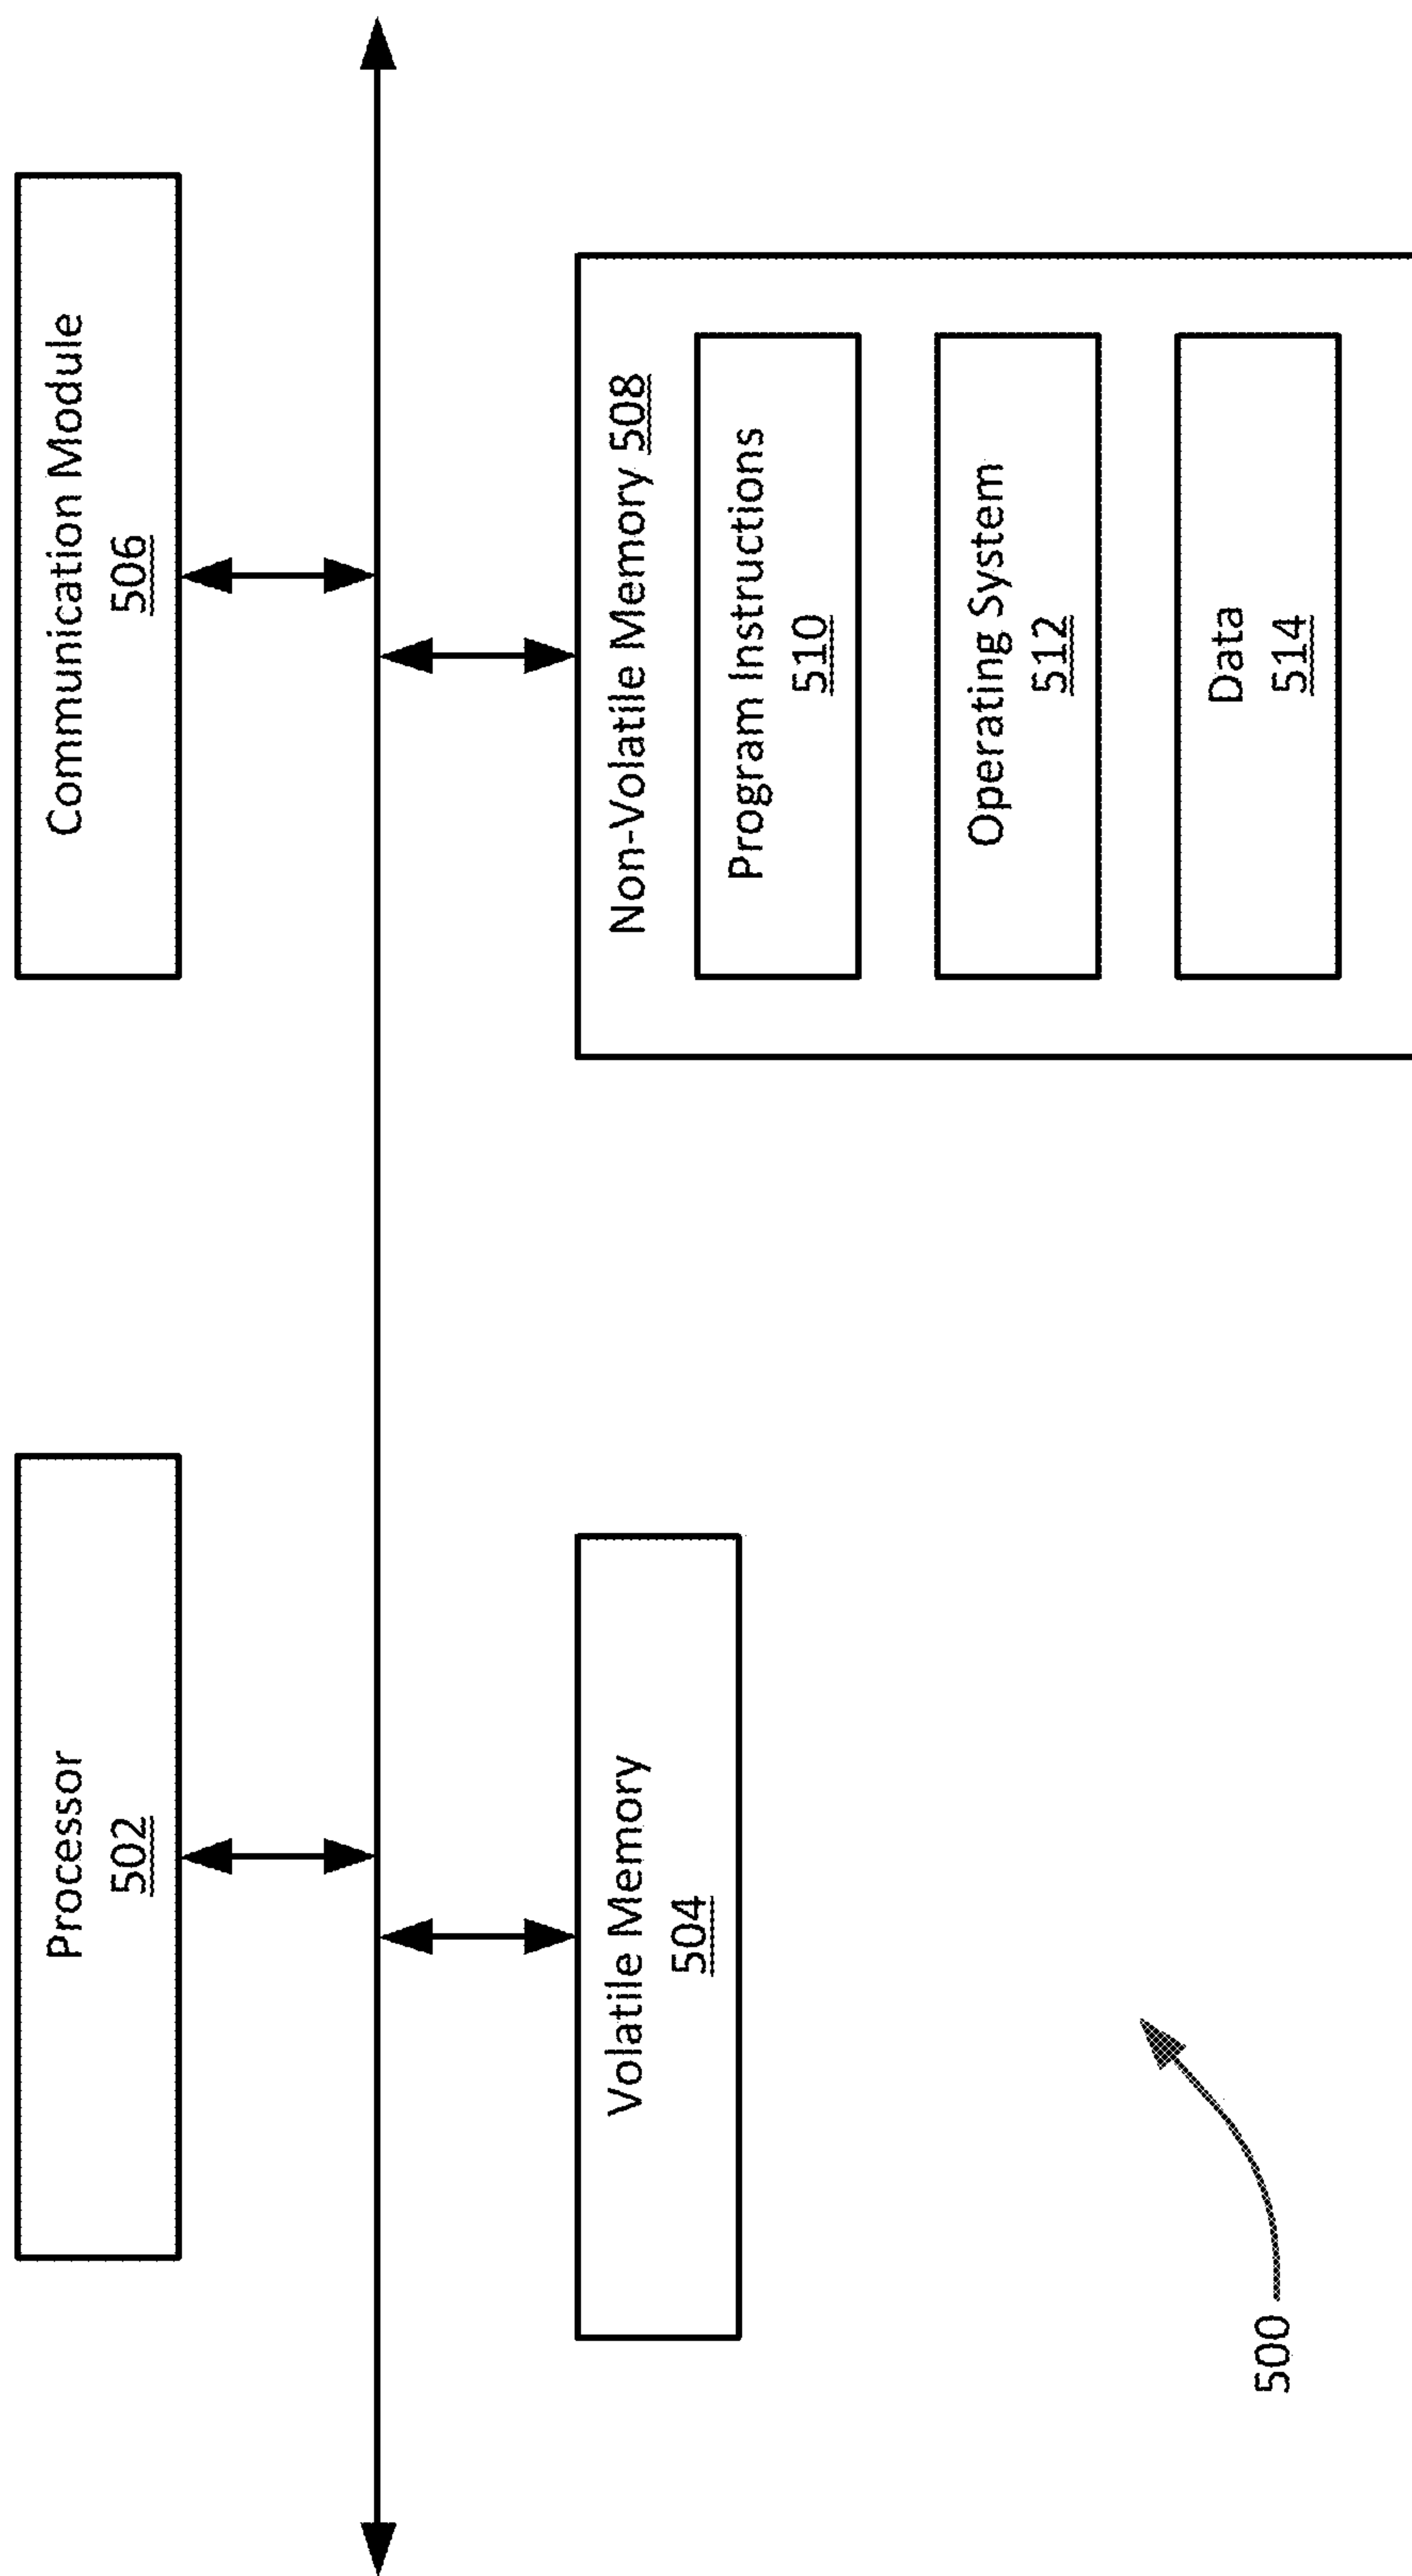 Processor
502
Communication Module
506
Volatile Memory
504
Non-Volatile Memory 508
Program Instructions
510
Operating System
512
Data
514
500